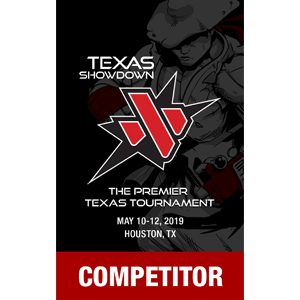 TEXAS
SHOWDOWN
THE PREMIER
TEXAS TOURNAMENT
MAY 10-12, 2019
HOUSTON, TX
COMPETITOR